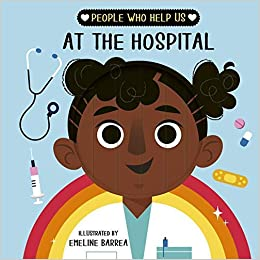 PEOPLE WHO HELP US
AT THE HOSPITAL
ILLUSTRATED BY
EMELINE BARREA